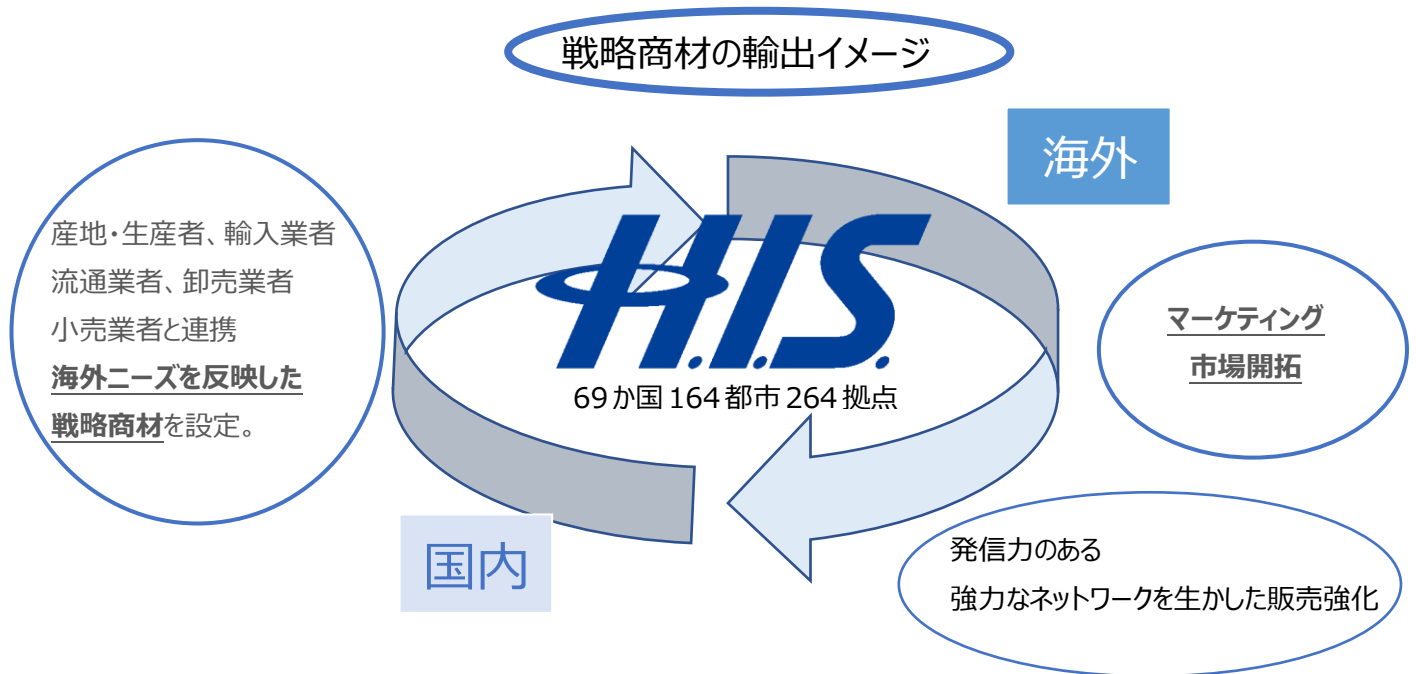 戦略商材の輸出イメージ
海外
産地・生産者、輸入業者
流通業者、卸売業者
小売業者と連携
海外ニーズを反映した
戦略商材を設定。
H.I.S.
69か国164都市264拠点
マーケティング
市場開拓
国内
発信力のある
強力なネットワークを生かした販売強化